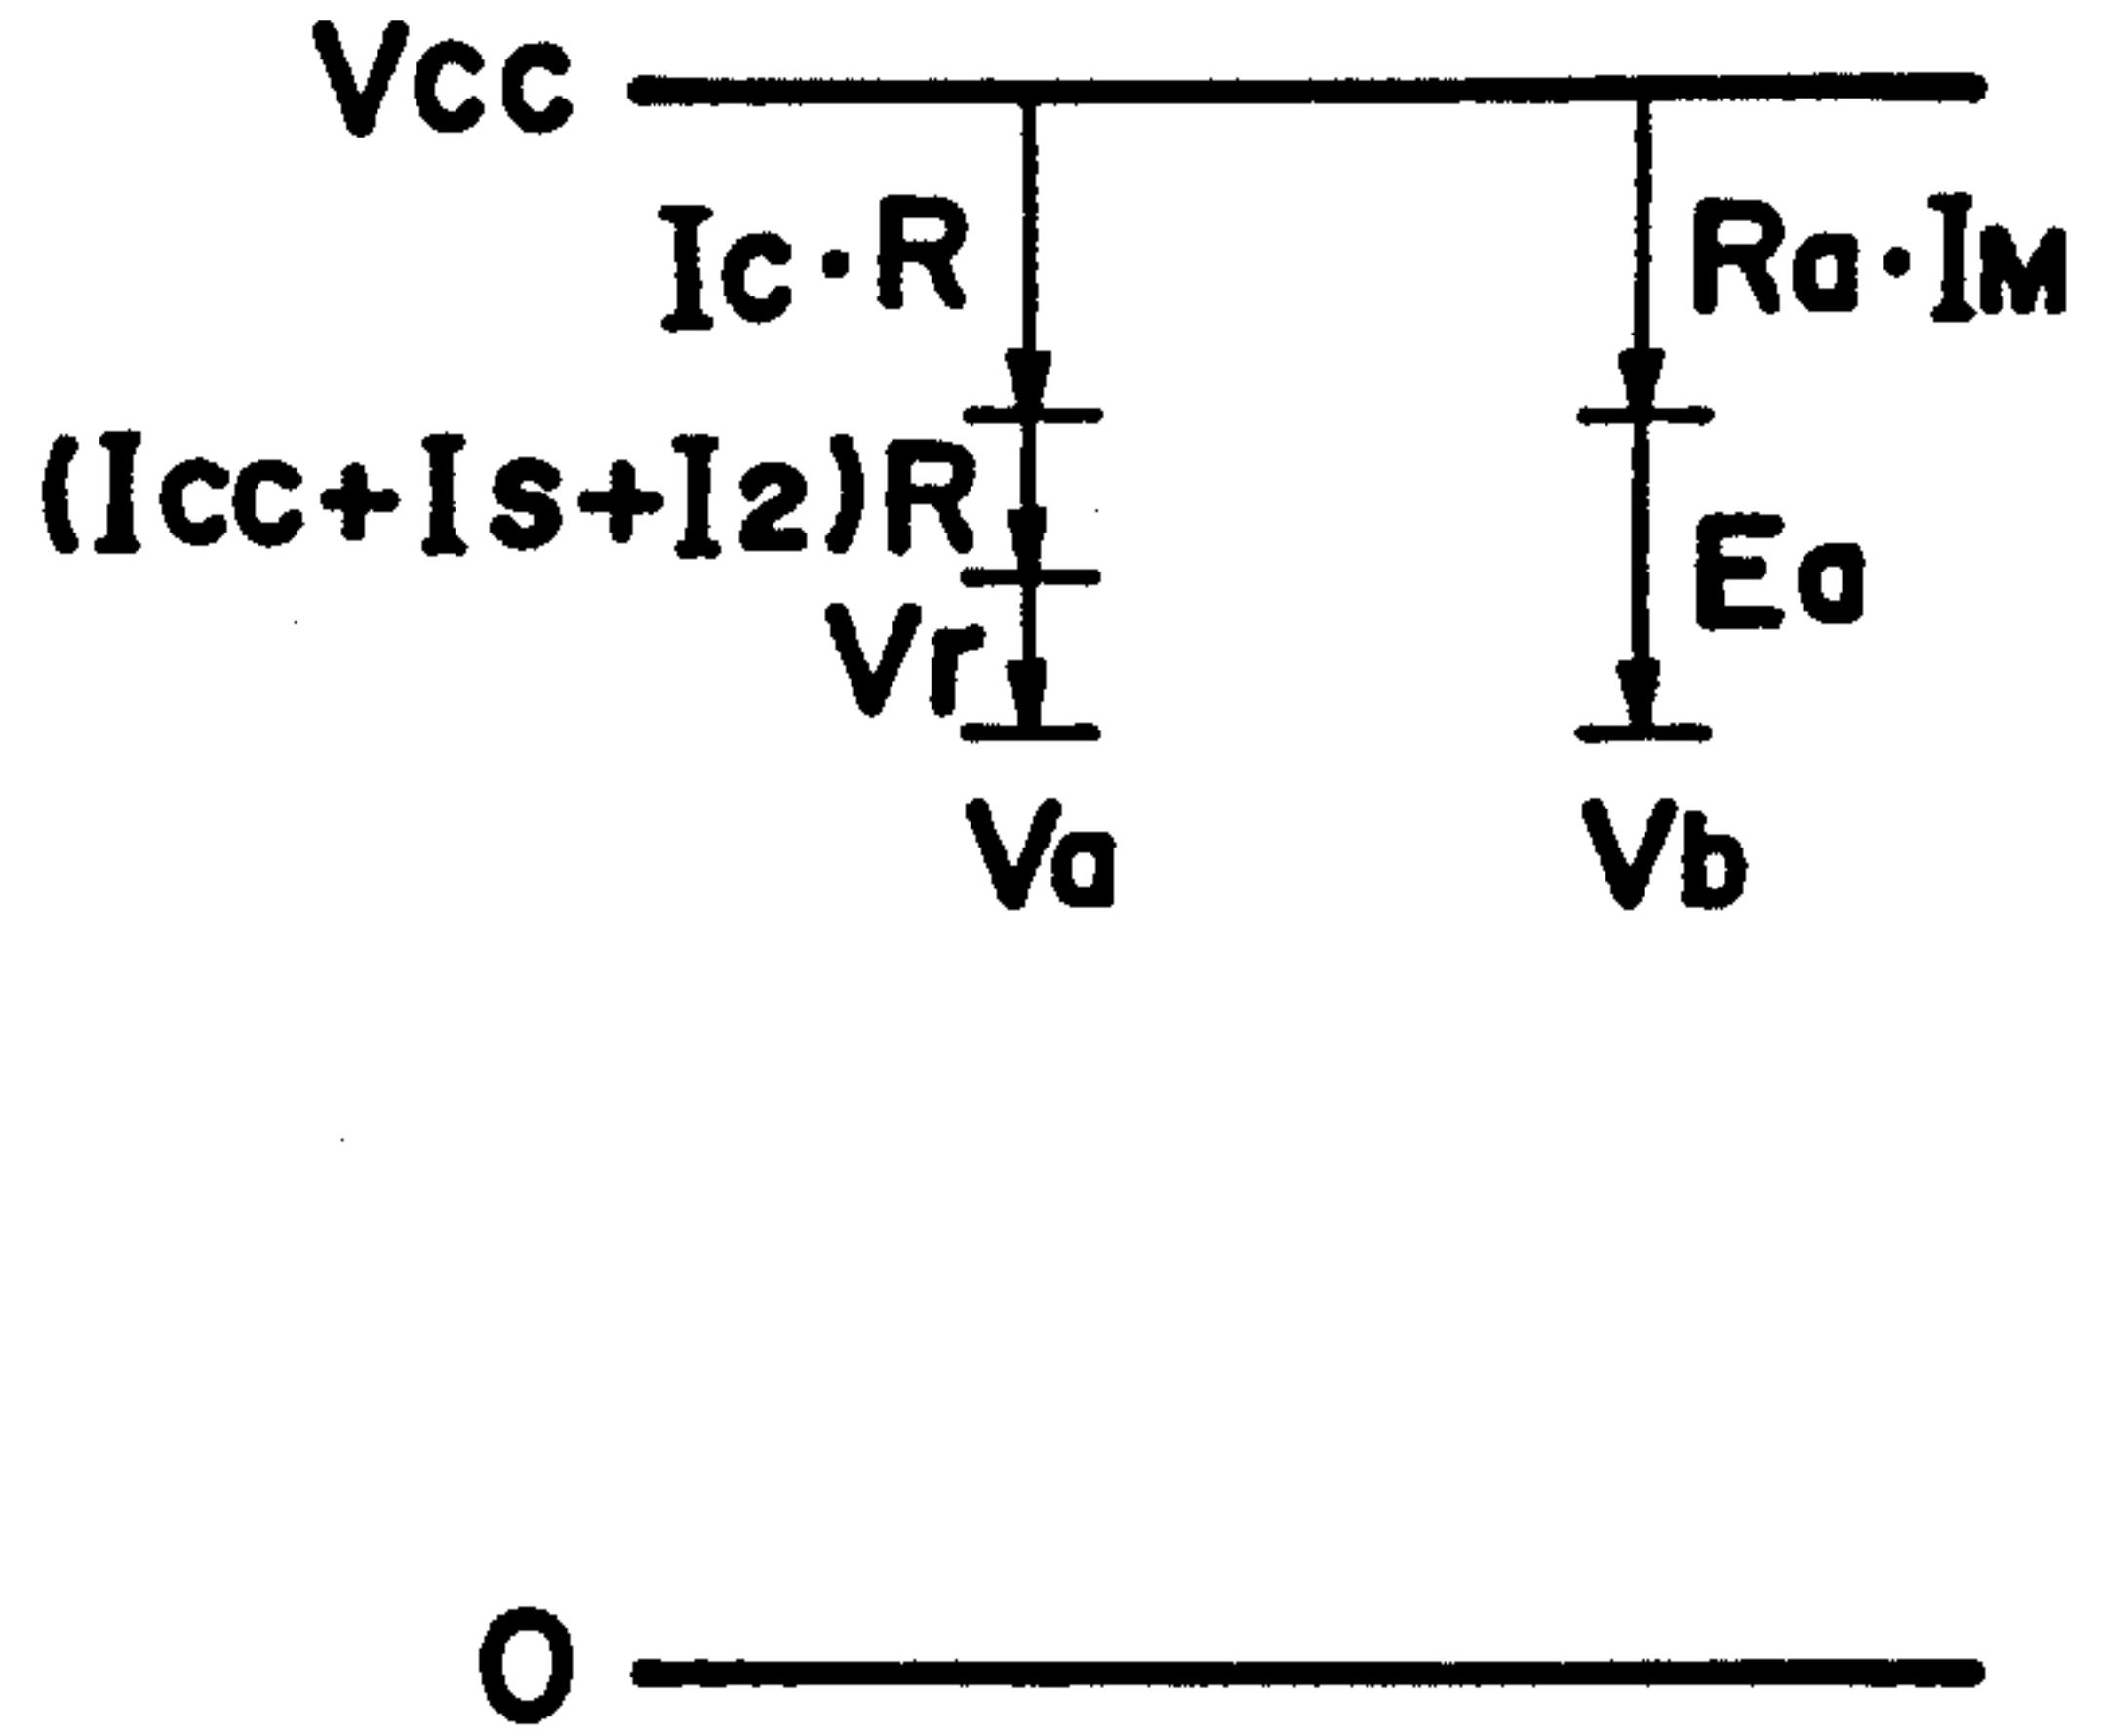 Vcc
Ic·R
Ra·IM
(Icc+Is+I2)R
Ea
Vr
Va
Vb
0